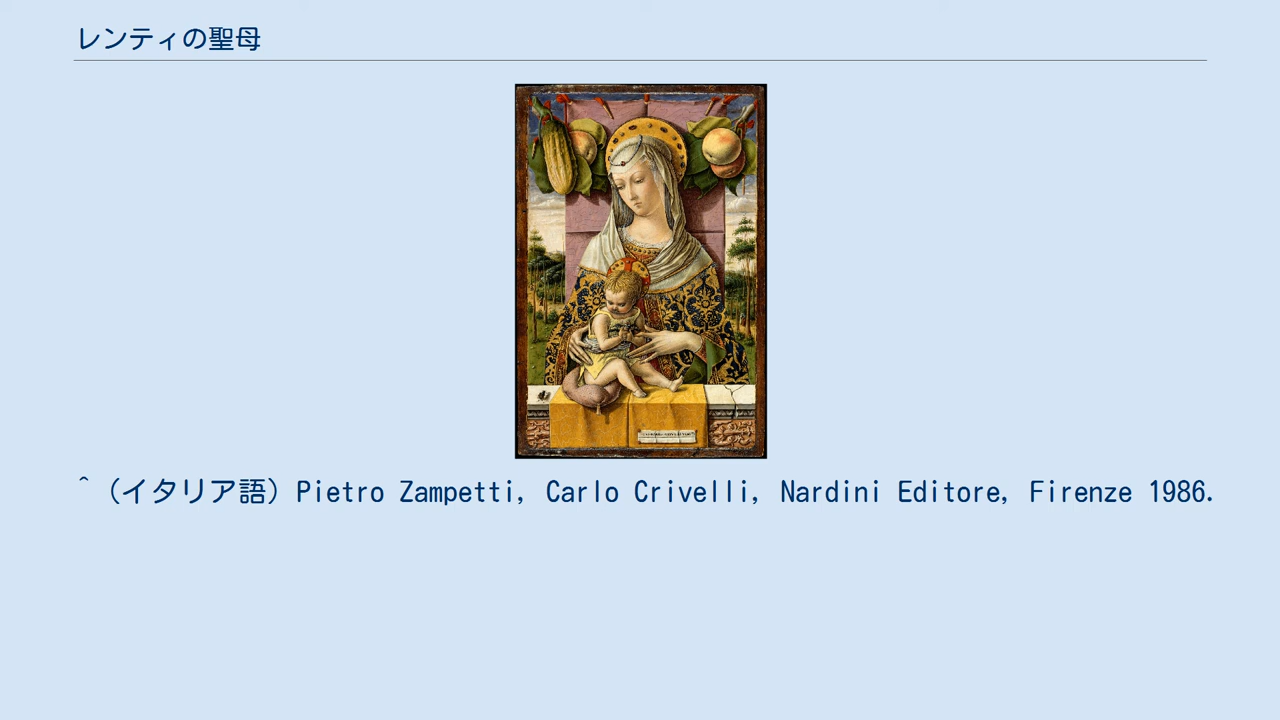 レンティの聖母
^（イタリア語）Pietro Zampetti, Carlo Crivelli, Nardini Editore, Firenze 1986.